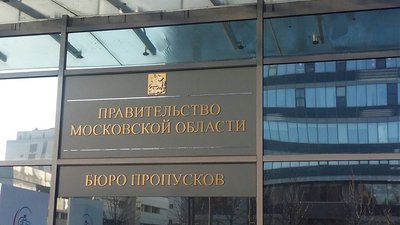 ПРАВИТЕЛЬСТВО
МОСКОВСКОЙ ОБЛАСТИ
БЮРО ПРОПУСКОВ